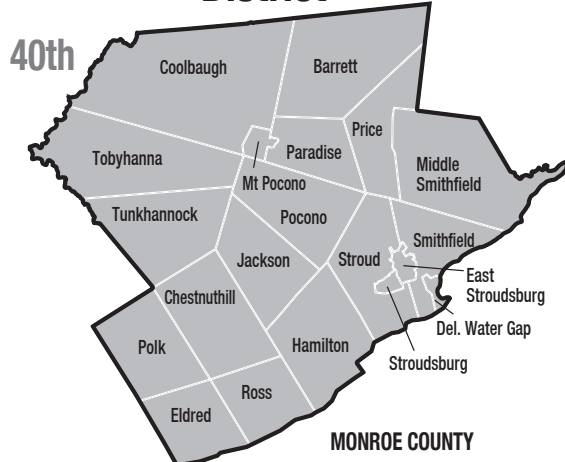 District
40th
Coolbaugh
Barrett
Price
Tobyhanna
Paradise
Middle
Smithfield
Mt Pocono
Tunkhannock
Pocono
Smithfield
Jackson
Stroud
East
Stroudsburg
Chestnuthill
Del. Water Gap
Polk
Hamilton
Stroudsburg
Ross
Eldred
MONROE COUNTY